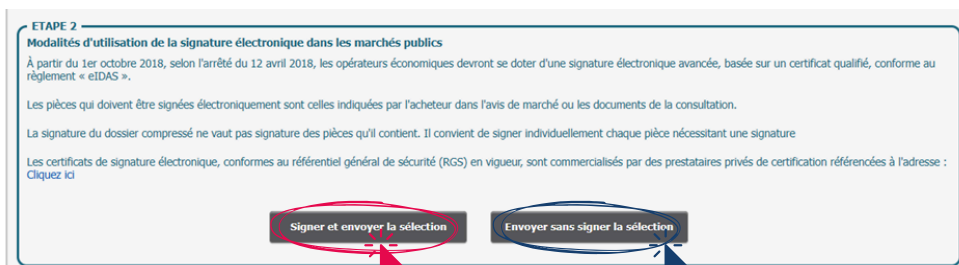 ETAPE 2
Modalités d'utilisation de la signature électronique dans les marchés publics
À partir du 1er octobre 2018, selon l'arrêté du 12 avril 2018, les opérateurs économiques devront se doter d'une signature électronique avancée, basée sur un certificat qualifié, conforme au
règlement « eIDAS ».
Les pièces qui doivent être signées électroniquement sont celles indiquées par l'acheteur dans l'avis de marché ou les documents de la consultation.
La signature du dossier compressé ne vaut pas signature des pièces qu'il contient. Il convient de signer individuellement chaque pièce nécessitant une signature
Les certificats de signature électronique, conformes au référentiel général de sécurité (RGS) en vigueur, sont commercialisés par des prestataires privés de certification référencées à l'adresse :
Cliquez ici
Signer et envoyer la sélection
Envoyer sans signer la sélection